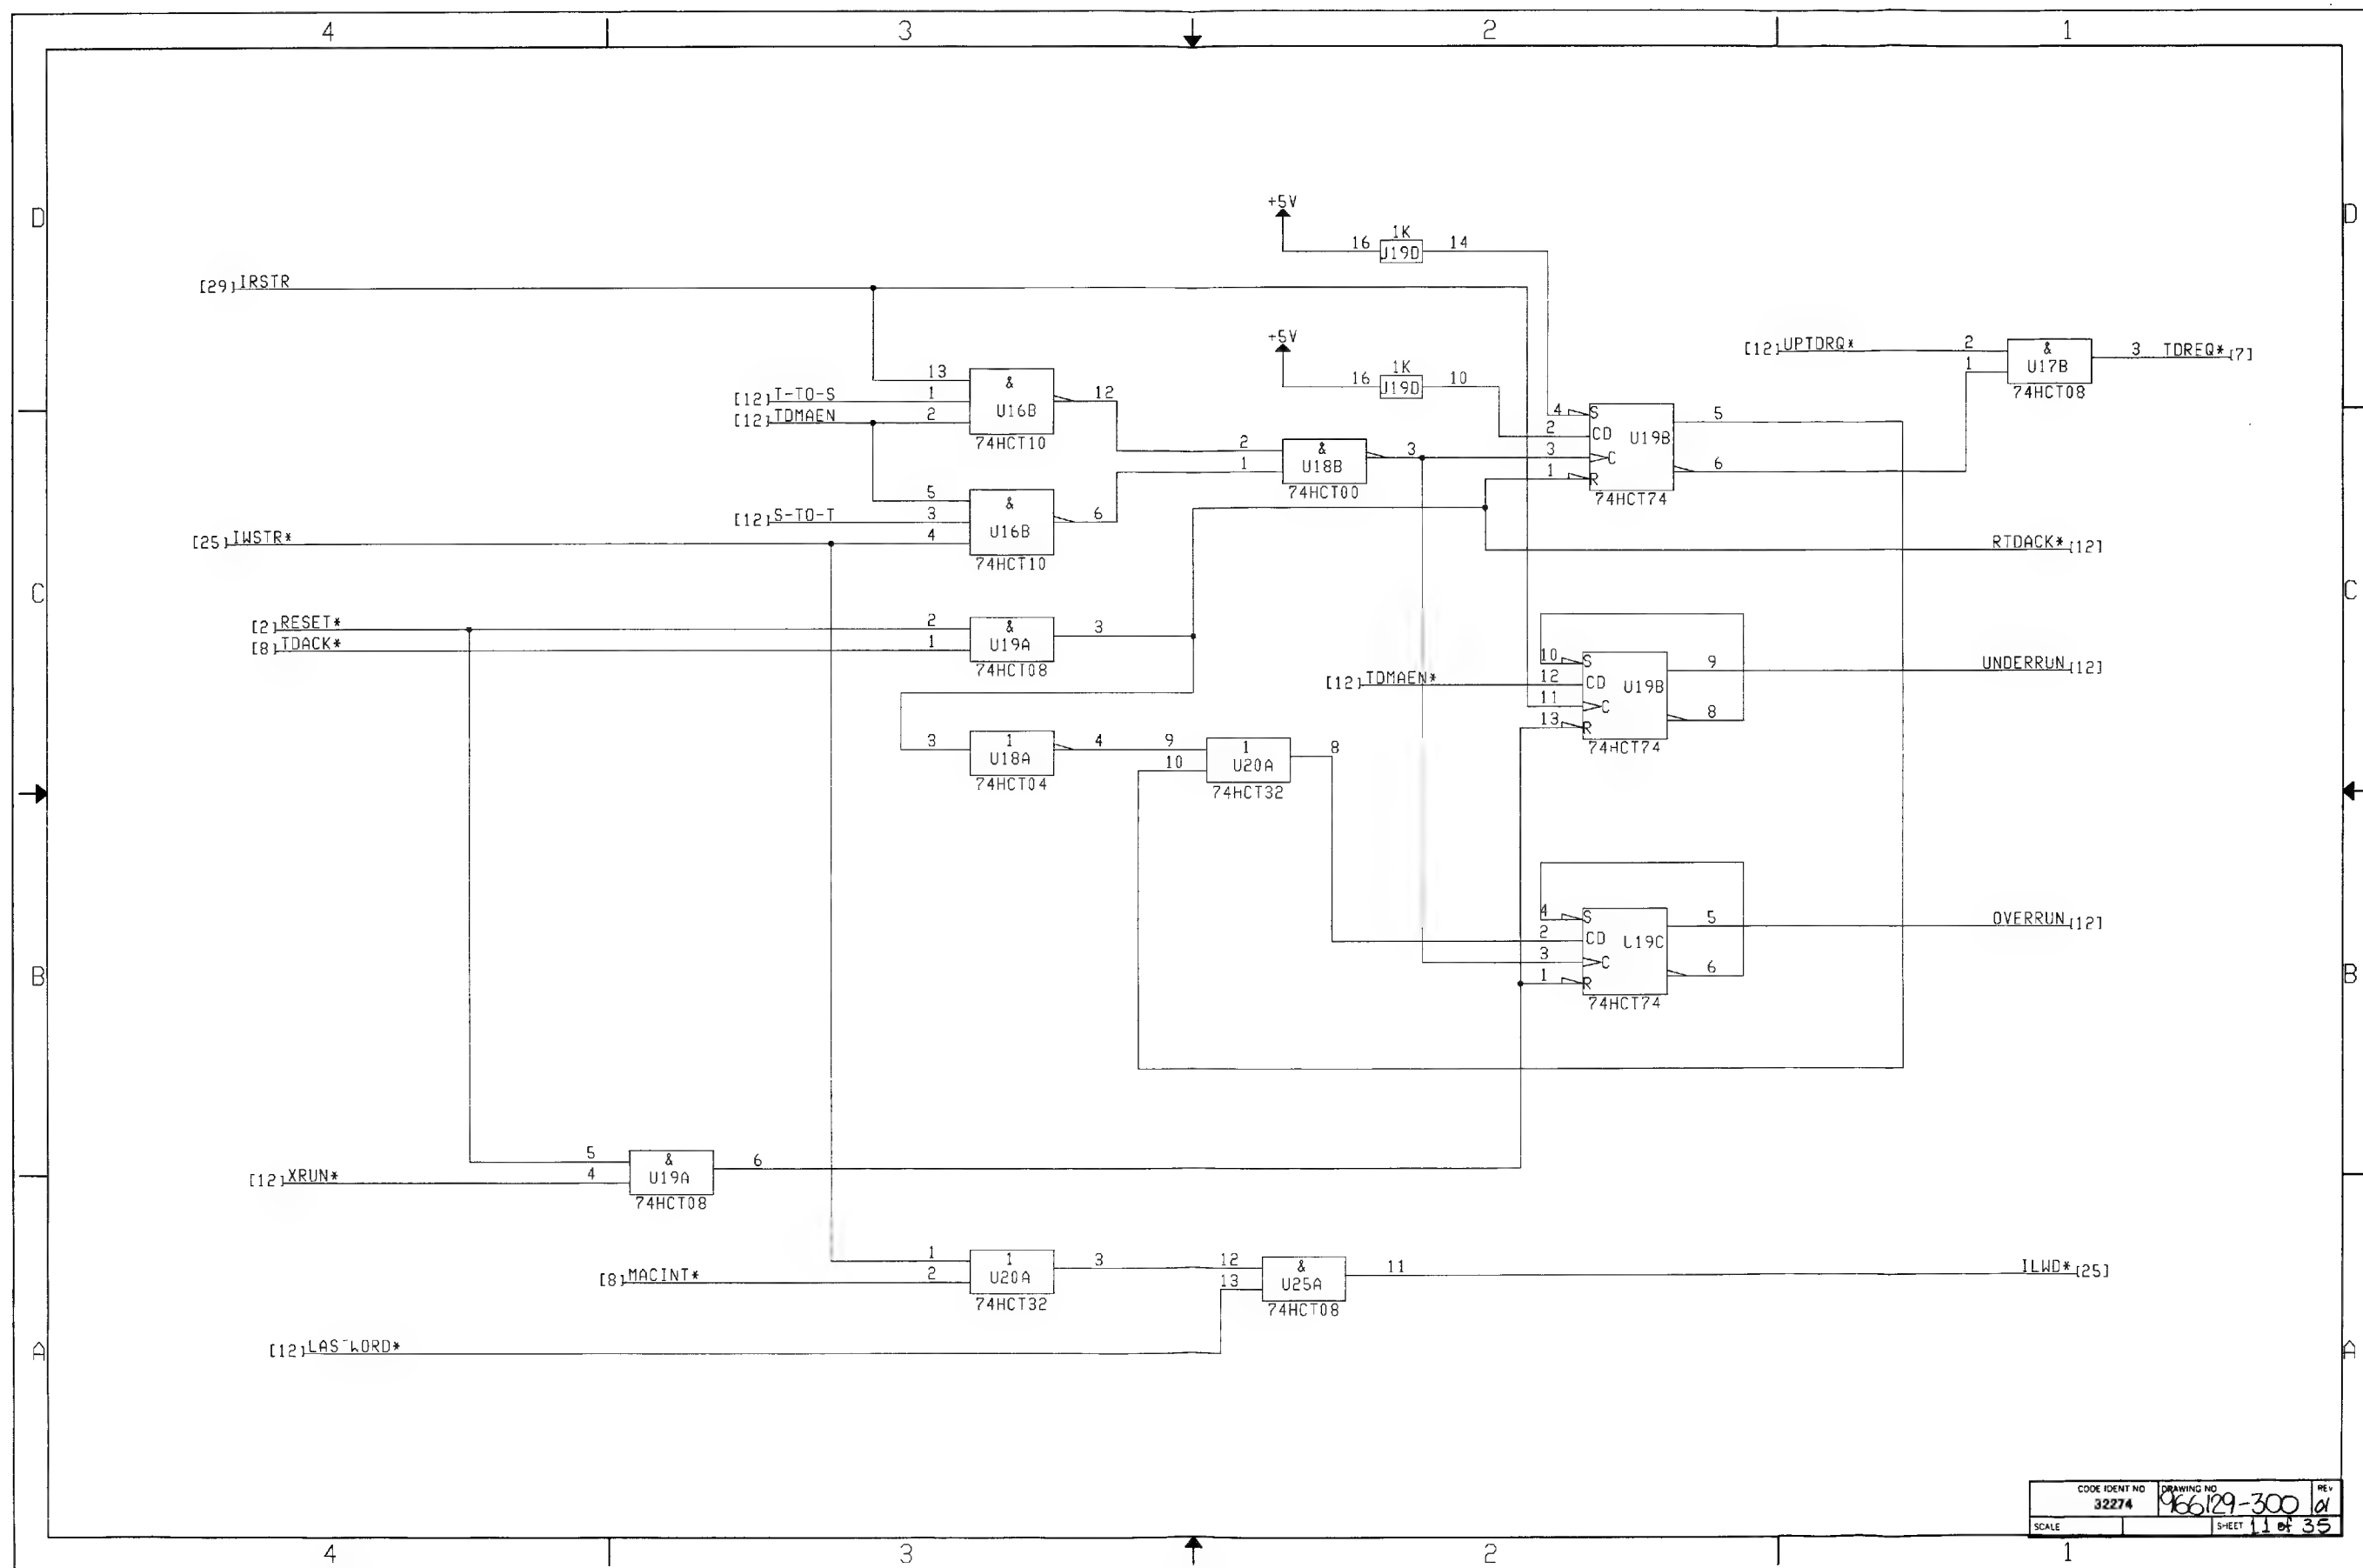 4 3 2 1
+5V
1K
16 U19D 14
D D
[29] IRSTR
+5V
1K
16 U19D 10
[12] UPTDRQ* 2 & 3 TDREQ* [7]
1 U17B
74HCT08
13 & 12
[12] T-TO-S 1 U16B
[12] TDMAEN 2
74HCT10
4 S 5
2 CD U19B
3 C
1 R 6
74HCT74
2 & 3
1 U18B
74HCT00
5 & 6
[12] S-TO-T 3 U16B
[25] IWSTR* 4
74HCT10
RTDACK* [12]
C C
[2] RESET* 2 & 3
[8] TDACK* 1 U19A
74HCT08
10 S 9 UNDERRUN [12]
[12] TDMAEN* 12 CD U19B
11 C 8
13 R
74HCT74
3 1 4
U18A
74HCT04
9 1 8
10 U20A
74HCT32
4 S 5 OVERRUN [12]
2 CD U19C
3 C 6
1 R
74HCT74
B B
5 & 6
[12] XRUN* 4 U19A
74HCT08
1 1 3
[8] MACINT* 2 U20A
74HCT32
12 & 11 ILWD* [25]
13 U25A
74HCT08
A A
[12]
CODE IDENT NO DRAWING NO REV
32274 966129-300 01
SCALE SHEET 11 of 35
4 3 2 1